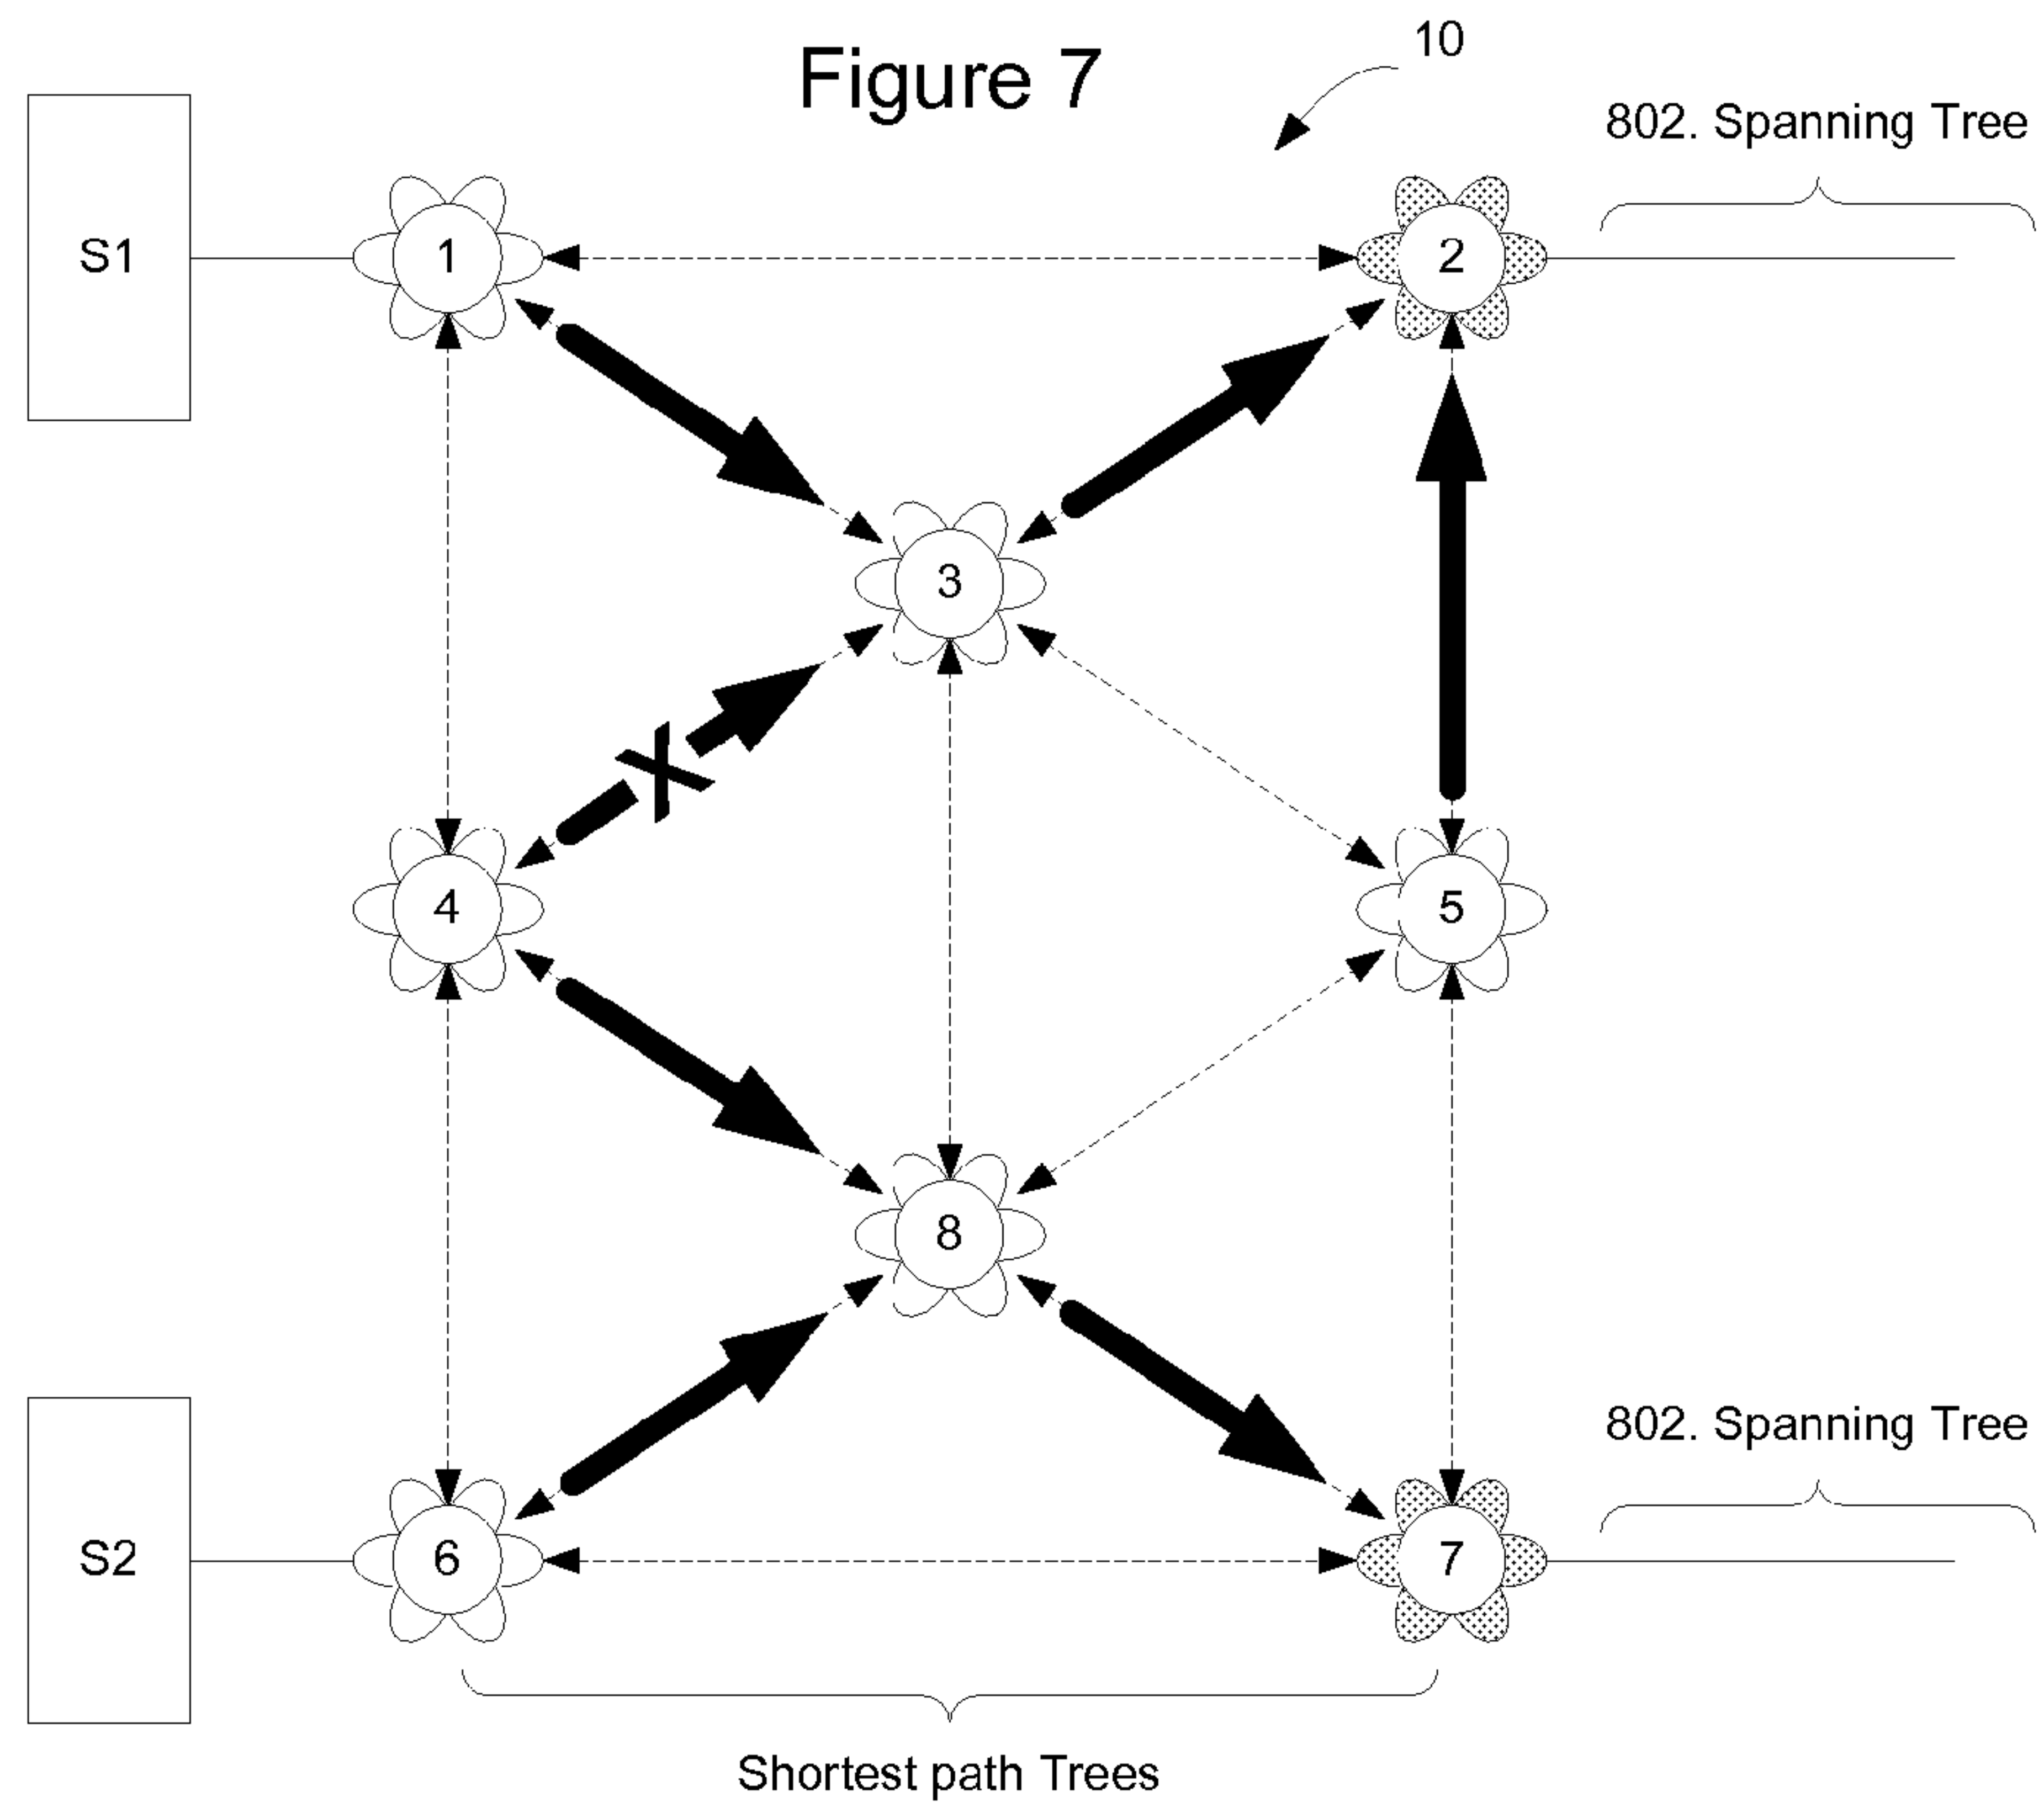 Figure 7
10
802. Spanning Tree
S1
1
2
3
X
4
5
8
802. Spanning Tree
S2
6
7
Shortest path Trees